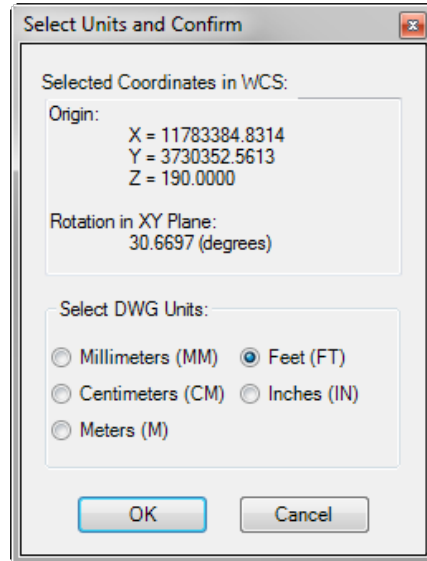 Select Units and Confirm
Selected Coordinates in WCS:
Origin:
X = 11783384.8314
Y = 3730352.5613
Z = 190.0000
Rotation in XY Plane:
30.6697 (degrees)
Select DWG Units:
Millimeters (MM) Feet (FT)
Centimeters (CM) Inches (IN)
Meters (M)
OK Cancel